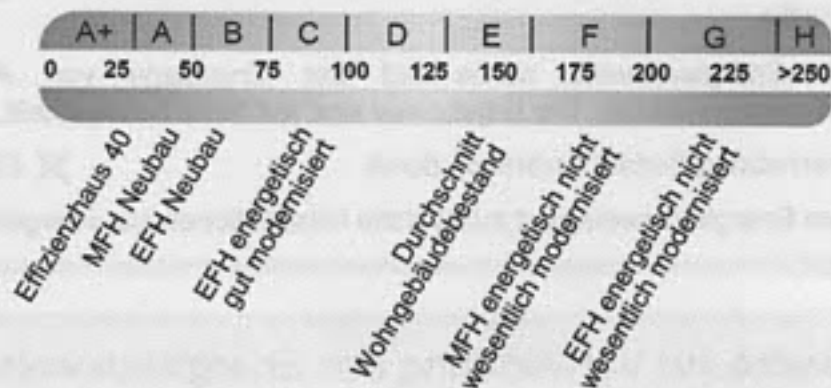 A+ A B C D E F G H
0 25 50 75 100 125 150 175 200 225 >250
Effizienzhaus 40
MFH Neubau
EFH Neubau
EFH energetisch
gut modernisiert
Durchschnitt
Wohngebäudebestand
MFH energetisch nicht
wesentlich modernisiert
EFH energetisch nicht
wesentlich modernisiert